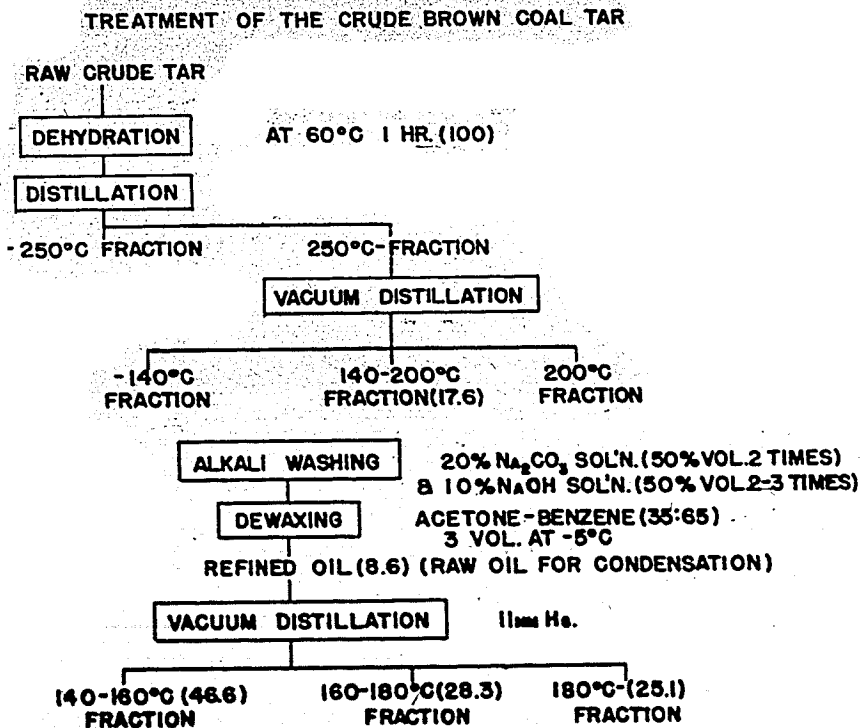 TREATMENT OF THE CRUDE BROWN COAL TAR
RAW CRUDE TAR
DEHYDRATION
AT 60°C 1 HR. (100)
DISTILLATION
-250°C FRACTION
250°C-FRACTION
VACUUM DISTILLATION
-140°C
FRACTION
140-200°C
FRACTION(17.6)
200°C
FRACTION
ALKALI WASHING
20% Na₂CO₃ SOL'N. (50% VOL.2 TIMES)
& 10% NaOH SOL'N. (50% VOL.2-3 TIMES)
DEWAXING
ACETONE-BENZENE (35:65)
3 VOL. AT -5°C
REFINED OIL (8.6) (RAW OIL FOR CONDENSATION)
VACUUM DISTILLATION
11mm HG.
140-160°C (46.6)
FRACTION
160-180°C(28.3)
FRACTION
180°C-(25.1)
FRACTION